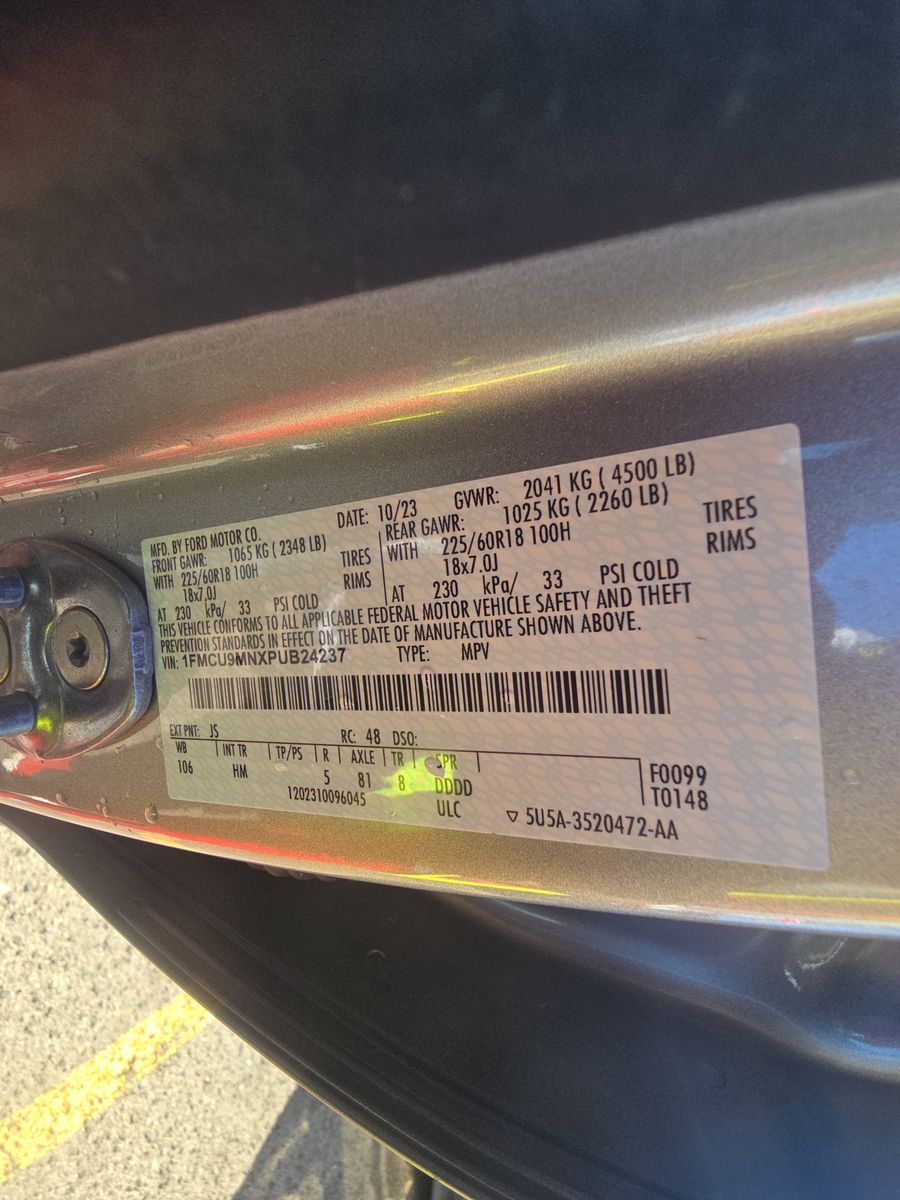 MFD. BY FORD MOTOR CO. DATE: 10/23 GVWR: 2041 KG ( 4500 LB)
FRONT GAWR: 1065 KG ( 2348 LB) REAR GAWR: 1025 KG ( 2260 LB)
WITH 225/60R18 100H TIRES WITH 225/60R18 100H TIRES
18x7.0J RIMS 18x7.0J RIMS
AT 230 kPa/ 33 PSI COLD AT 230 kPa/ 33 PSI COLD
THIS VEHICLE CONFORMS TO ALL APPLICABLE FEDERAL MOTOR VEHICLE SAFETY AND THEFT
PREVENTION STANDARDS IN EFFECT ON THE DATE OF MANUFACTURE SHOWN ABOVE.
VIN: 1FMCU9MNXPUB24237 TYPE: MPV
EXT PNT: JS RC: 48 DSO:
WB INT TR TP/PS R AXLE TR SPR
106 HM 5 81 8 DDDD F0099
1202310096045 ULC T0148
▽ 5U5A-3520472-AA